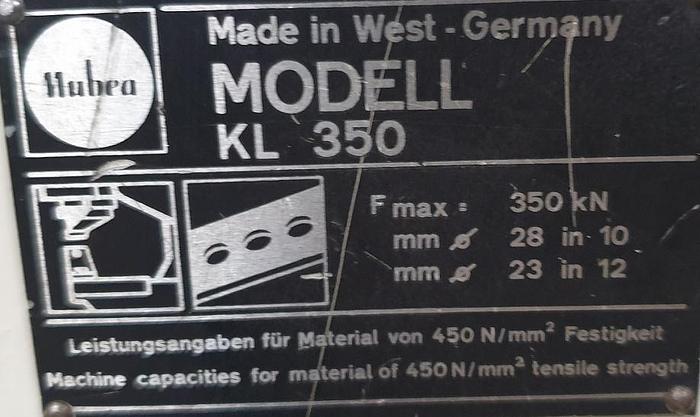 Mubea
Made in West - Germany
MODELL
KL 350
F max = 350 kN
mm ⌀ 28 in 10
mm ⌀ 23 in 12
Leistungsangaben für Material von 450 N/mm² Festigkeit
Machine capacities for material of 450 N/mm² tensile strength